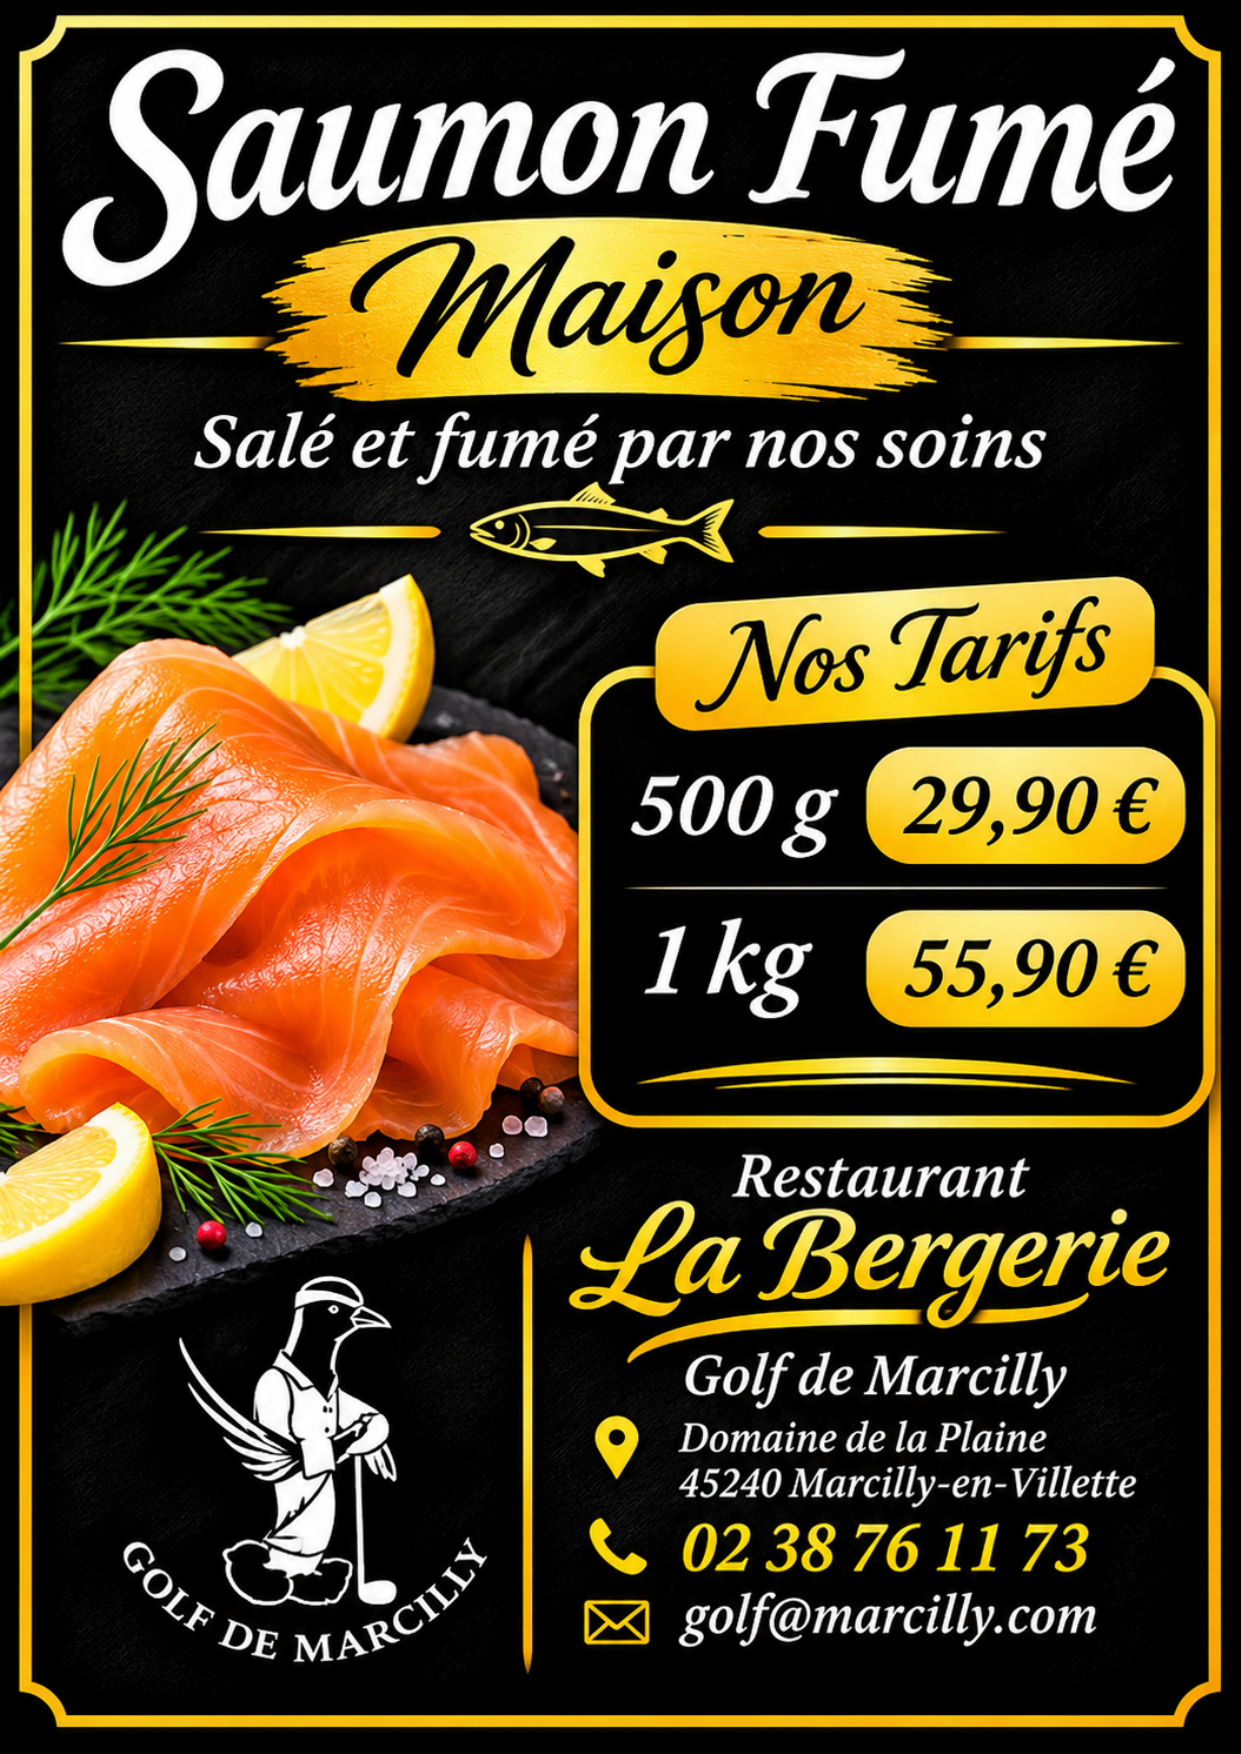 Saumon Fumé
Maison
Salé et fumé par nos soins
Nos Tarifs
500 g 29,90 €
1 kg 55,90 €
Restaurant
La Bergerie
Golf de Marcilly
Domaine de la Plaine
45240 Marcilly-en-Villette
02 38 76 11 73
golf@marcilly.com
GOLF DE MARCILLY